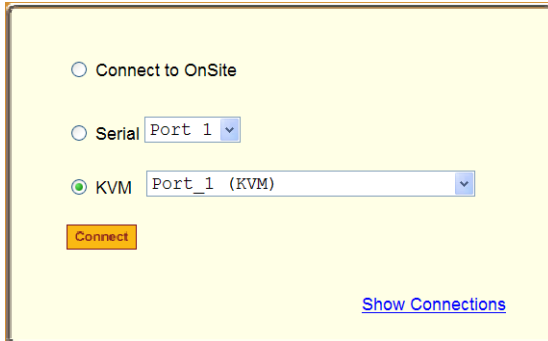 Connect to OnSite
Serial Port 1
KVM Port_1 (KVM)
Connect
Show Connections